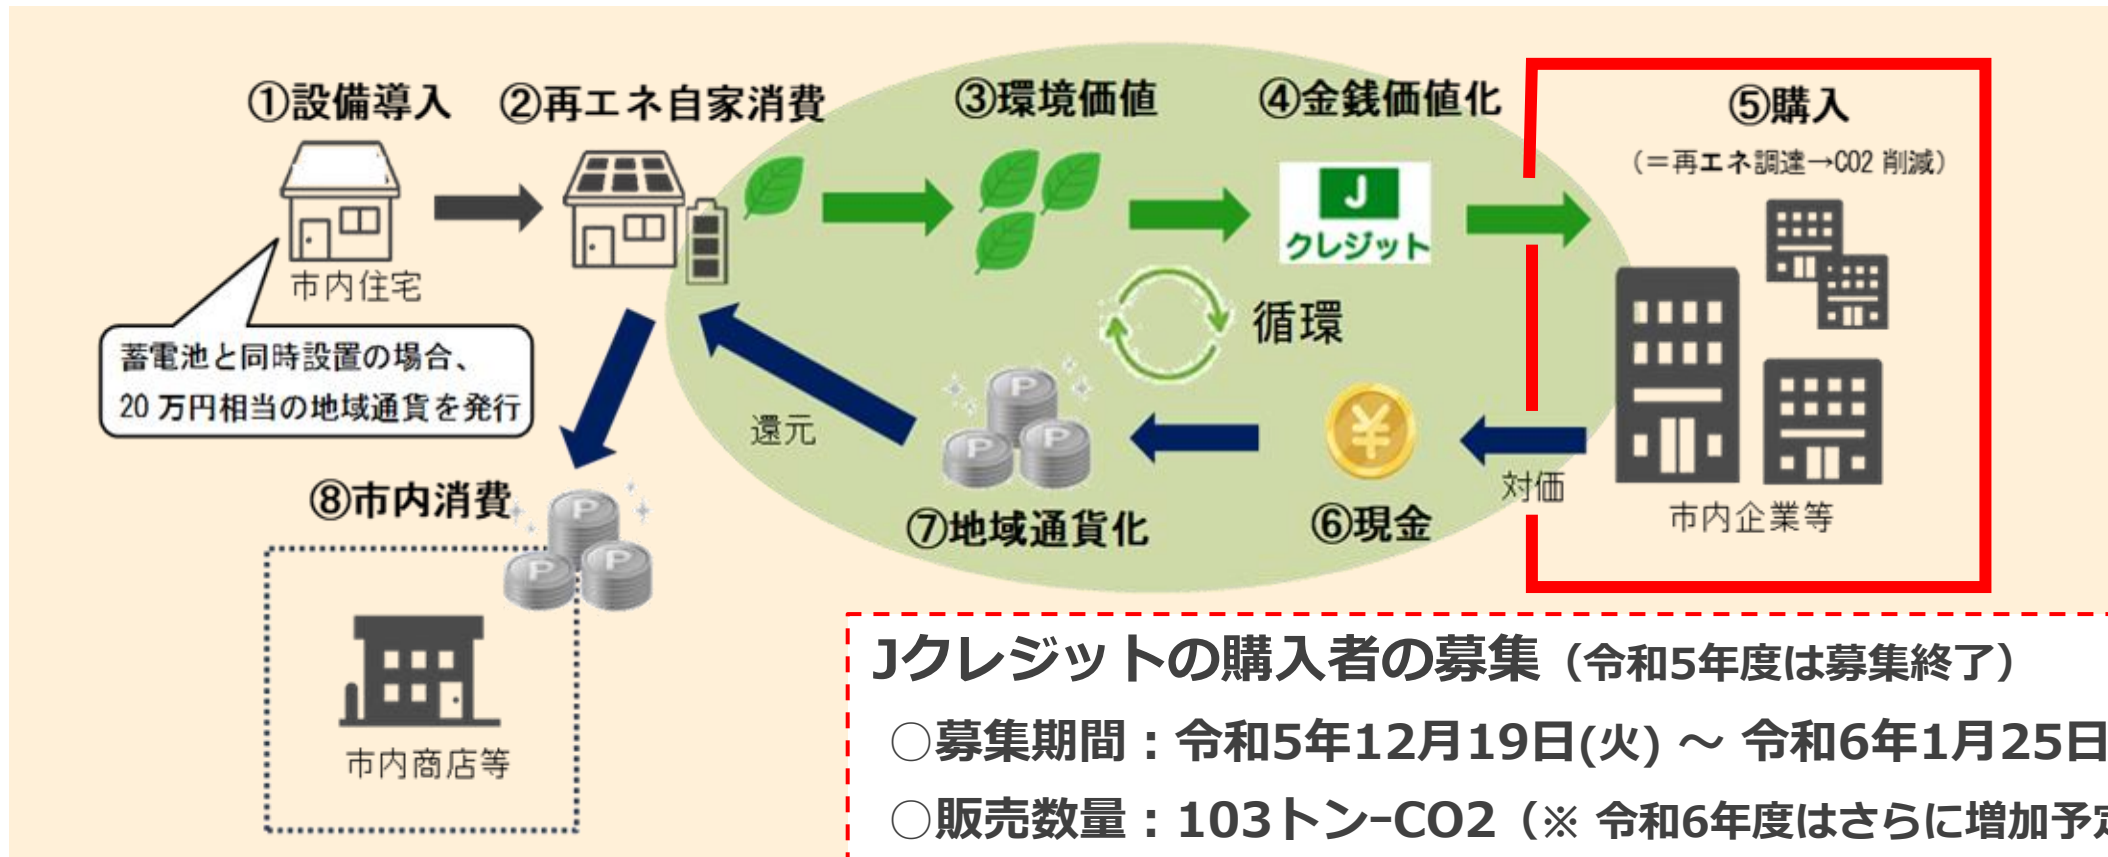 ①設備導入
②再エネ自家消費
③環境価値
④金銭価値化
⑤購入
(＝再エネ調達→CO2 削減)
J
クレジット
市内住宅
蓄電池と同時設置の場合、
20 万円相当の地域通貨を発行
循環
還元
対価
P
P
P
¥
⑧市内消費
⑦地域通貨化
⑥現金
市内企業等
P
P
P
市内商店等
Jクレジットの購入者の募集（令和5年度は募集終了）
○募集期間：令和5年12月19日(火) ～ 令和6年1月25日
○販売数量：103トン-CO2（※ 令和6年度はさらに増加予定